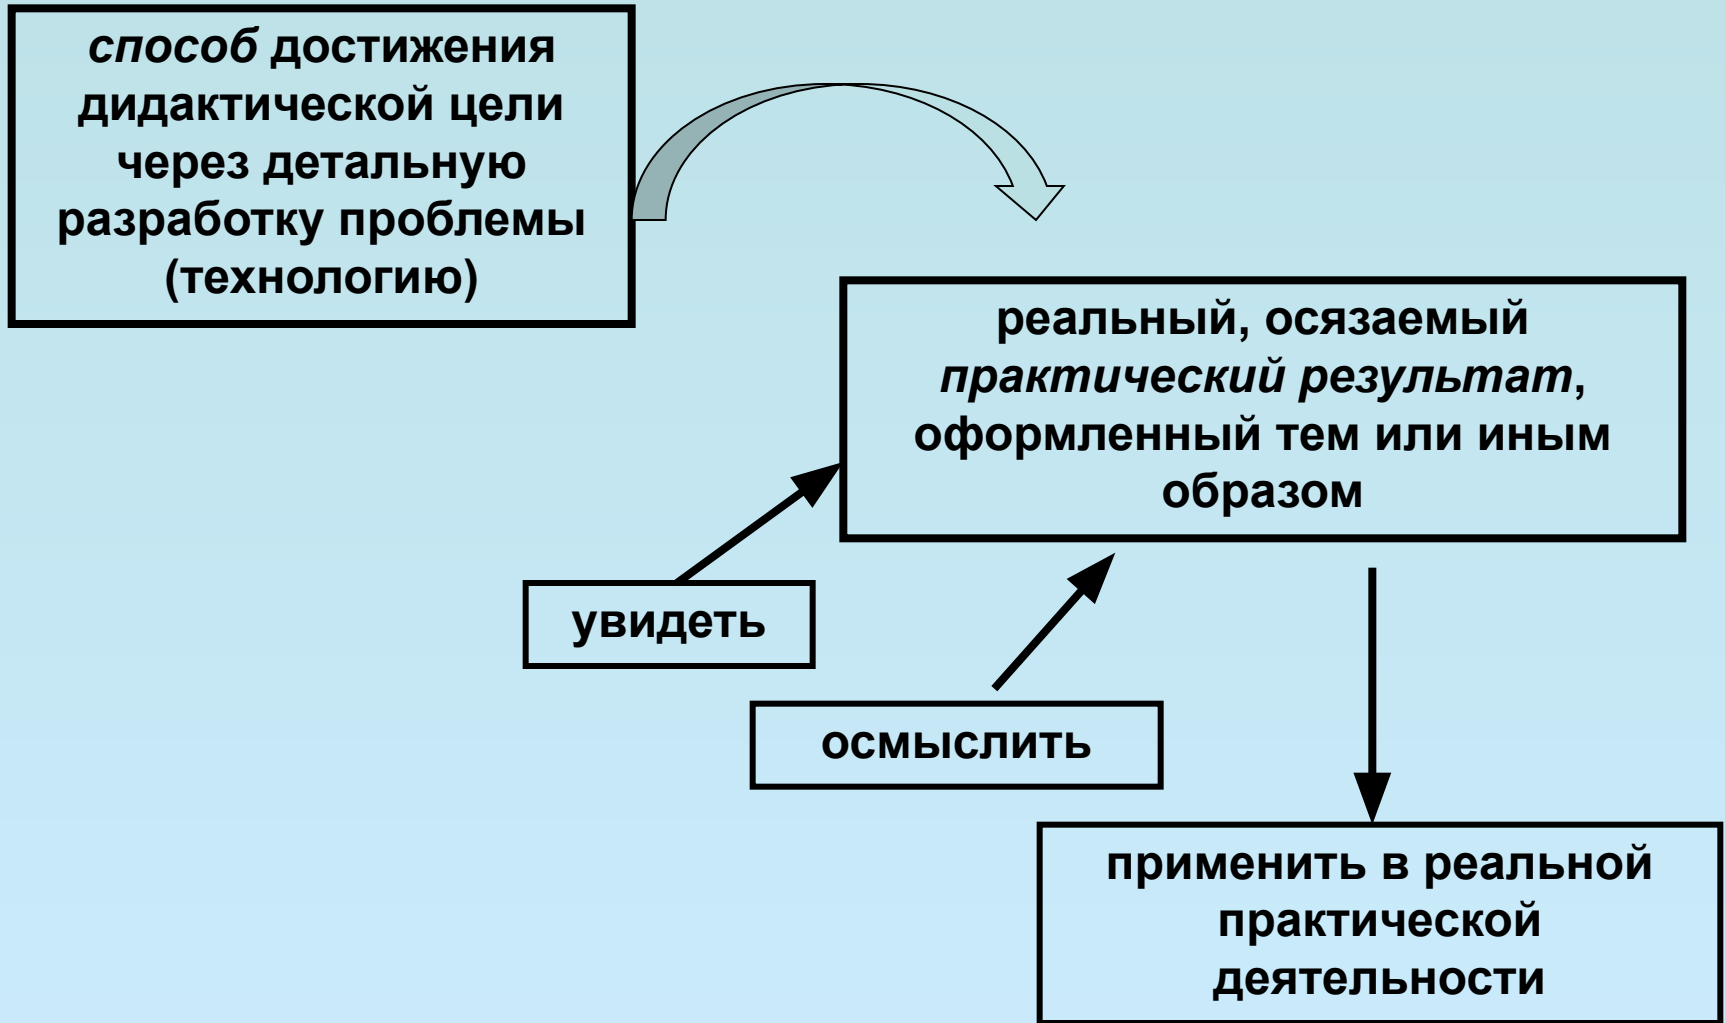 способ достижения
дидактической цели
через детальную
разработку проблемы
(технологию)
реальный, осязаемый
практический результат,
оформленный тем или иным
образом
увидеть
осмыслить
применить в реальной
практической
деятельности